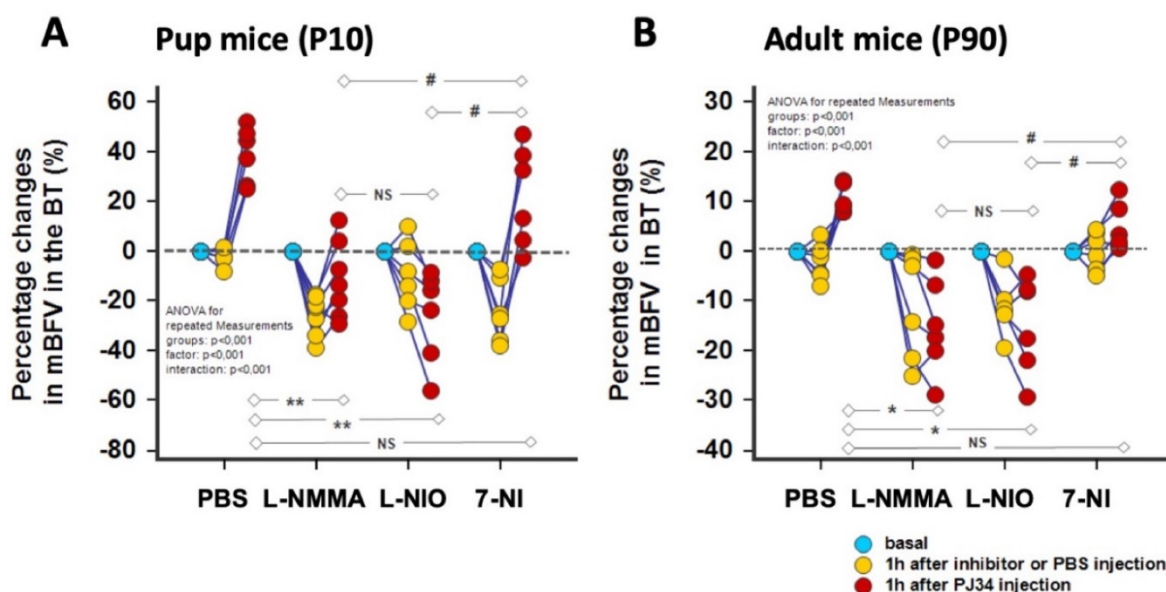 A
Pup mice (P10)
Percentage changes
in mBFV in the BT (%)
60
40
20
0
-20
-40
-60
-80
#
#
NS
ANOVA for
repeated Measurements
groups: p<0,001
factor: p<0,001
interaction: p<0,001
**
**
NS
PBS L-NMMA L-NIO 7-NI
B
Adult mice (P90)
Percentage changes
in mBFV in BT (%)
30
20
10
0
-10
-20
-30
-40
ANOVA for repeated Measurements
groups: p<0,001
factor: p<0,001
interaction: p<0,001
#
#
NS
*
*
NS
PBS L-NMMA L-NIO 7-NI
basal
1h after inhibitor or PBS injection
1h after PJ34 injection